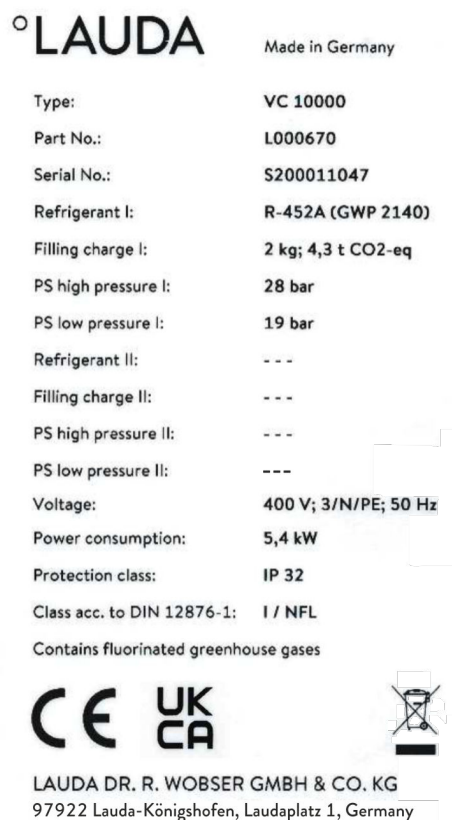 °LAUDA
Made in Germany
Type: VC 10000
Part No.: L000670
Serial No.: S200011047
Refrigerant I: R-452A (GWP 2140)
Filling charge I: 2 kg; 4,3 t CO2-eq
PS high pressure I: 28 bar
PS low pressure I: 19 bar
Refrigerant II: - - -
Filling charge II: - - -
PS high pressure II: - - -
PS low pressure II: ---
Voltage: 400 V; 3/N/PE; 50 Hz
Power consumption: 5,4 kW
Protection class: IP 32
Class acc. to DIN 12876-1: I / NFL
Contains fluorinated greenhouse gases
CE UK
CA
LAUDA DR. R. WOBSER GMBH & CO. KG
97922 Lauda-Königshofen, Laudaplatz 1, Germany